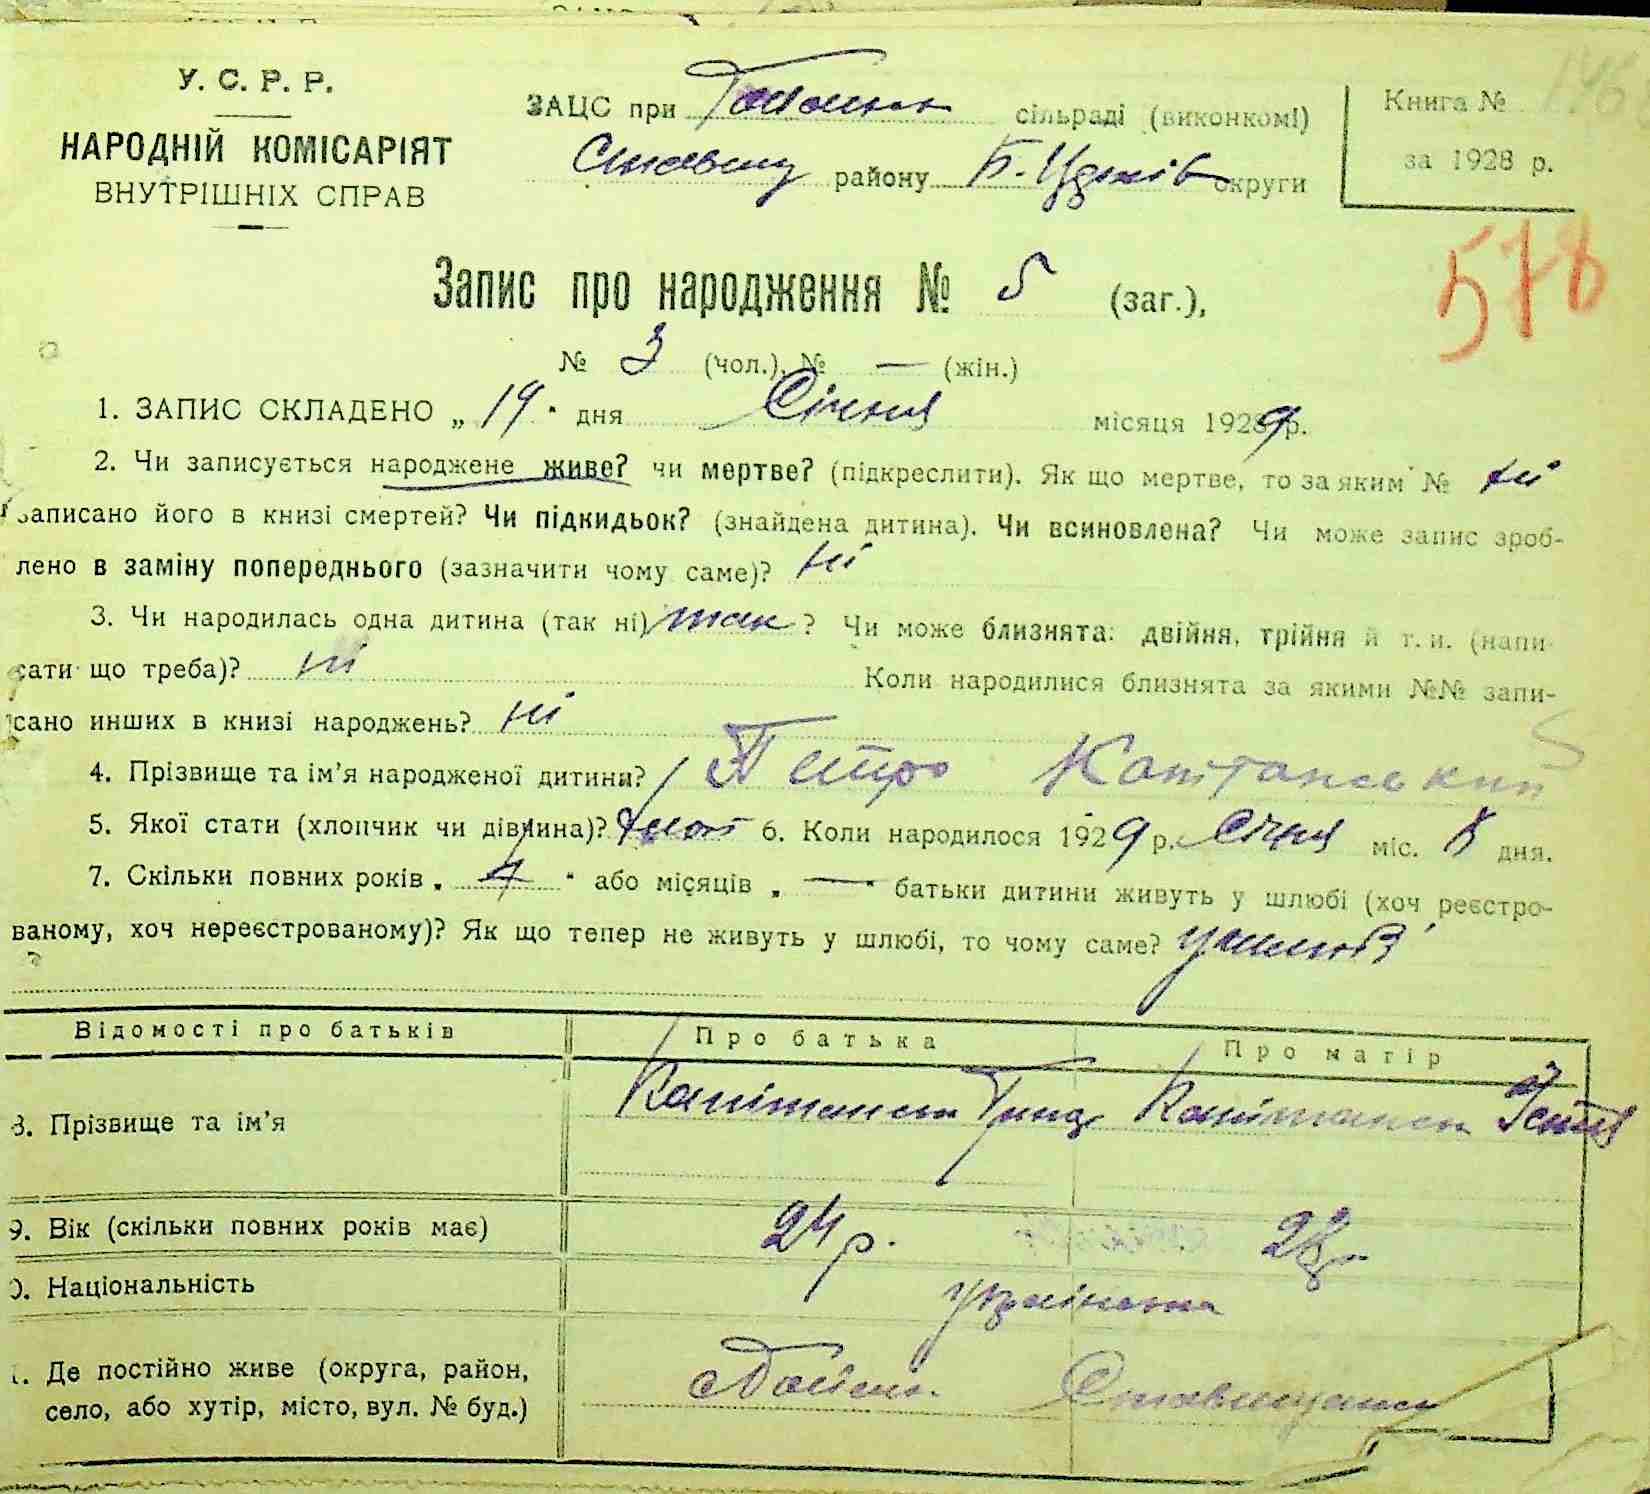 У. С. Р. Р.
НАРОДНІЙ КОМІСАРІЯТ
ВНУТРІШНІХ СПРАВ
ЗАЦС при сільраді (виконкомі)
району Б. Церків округи
Книга № 146
за 1928 р.
578
Запис про народження № 5 (заг.),
№ 3 (чол.), № — (жін.)
1. ЗАПИС СКЛАДЕНО „ 19 " дня Січня місяця 1929 р.
2. Чи записується народжене живе? чи мертве? (підкреслити). Як що мертве, то за яким № ні
записано його в книзі смертей? Чи підкидьок? (знайдена дитина). Чи всиновлена? Чи може запис зроб-
лено в заміну попереднього (зазначити чому саме)? ні
3. Чи народилась одна дитина (так ні) так ? Чи може близнята: двійня, трійня й т. и. (напи-
сати що треба)? ні Коли народилися близнята за якими №№ запи-
сано инших в книзі народжень? ні
4. Прізвище та ім'я народженої дитини? Петро
5. Якої стати (хлопчик чи дівчина)? 6. Коли народилося 1929 р. Січня міс. 8 дня.
7. Скільки повних років „ 4 " або місяців „ — " батьки дитини живуть у шлюбі (хоч реєстро-
ваному, хоч нереєстрованому)? Як що тепер не живуть у шлюбі, то чому саме?
Відомості про батьків Про батька Про матір
8. Прізвище та ім'я
9. Вік (скільки повних років має) 24 р. 28 р.
0. Національність
Де постійно живе (округа, район,
село, або хутір, місто, вул. № буд.)